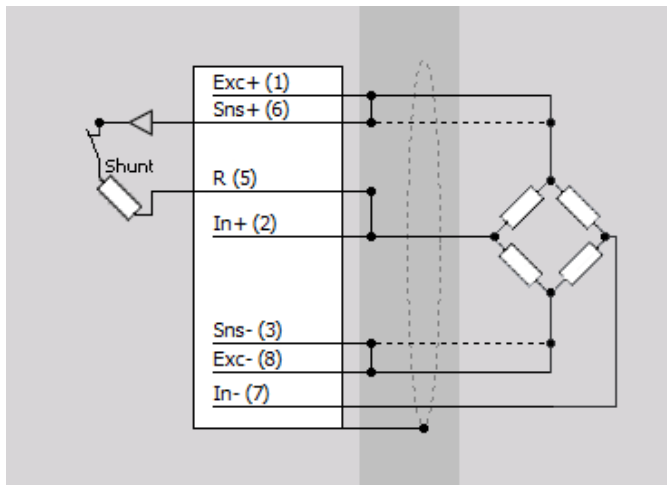 Exc+ (1)
Sns+ (6)
Shunt
R (5)
In+ (2)
Sns- (3)
Exc- (8)
In- (7)